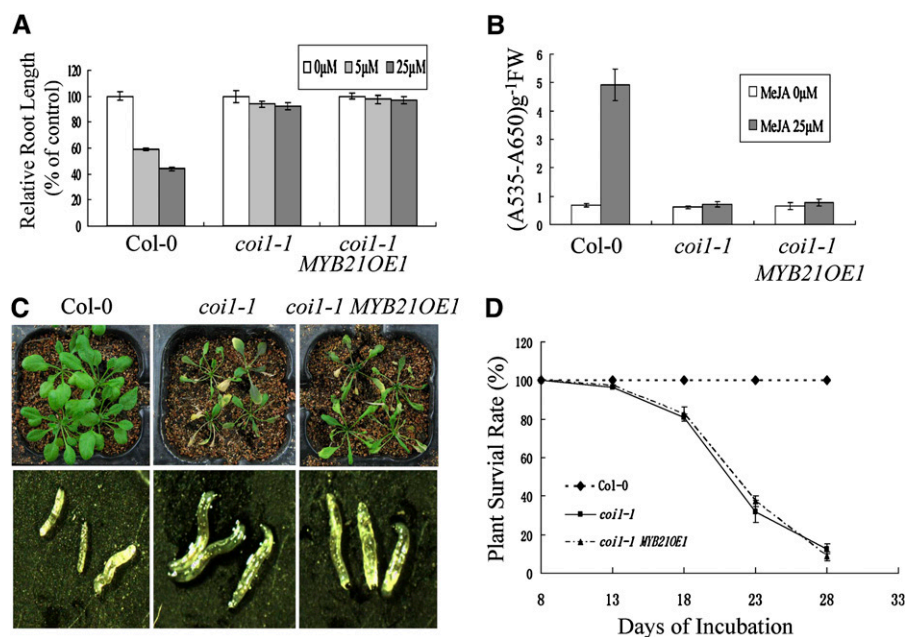 A
Relative Root Length
(% of control)
120
100
80
60
40
20
0
0μM 5μM 25μM
Col-0 coi1-1 coi1-1
MYB21OE1
B
(A535-A650)g-1FW
6
5
4
3
2
1
0
MeJA 0μM
MeJA 25μM
Col-0 coi1-1 coi1-1
MYB21OE1
C
Col-0 coi1-1 coi1-1 MYB21OE1
D
Plant Survial Rate (%)
120
100
80
60
40
20
0
Col-0
coi1-1
coi1-1 MYB21OE1
8 13 18 23 28 33
Days of Incubation